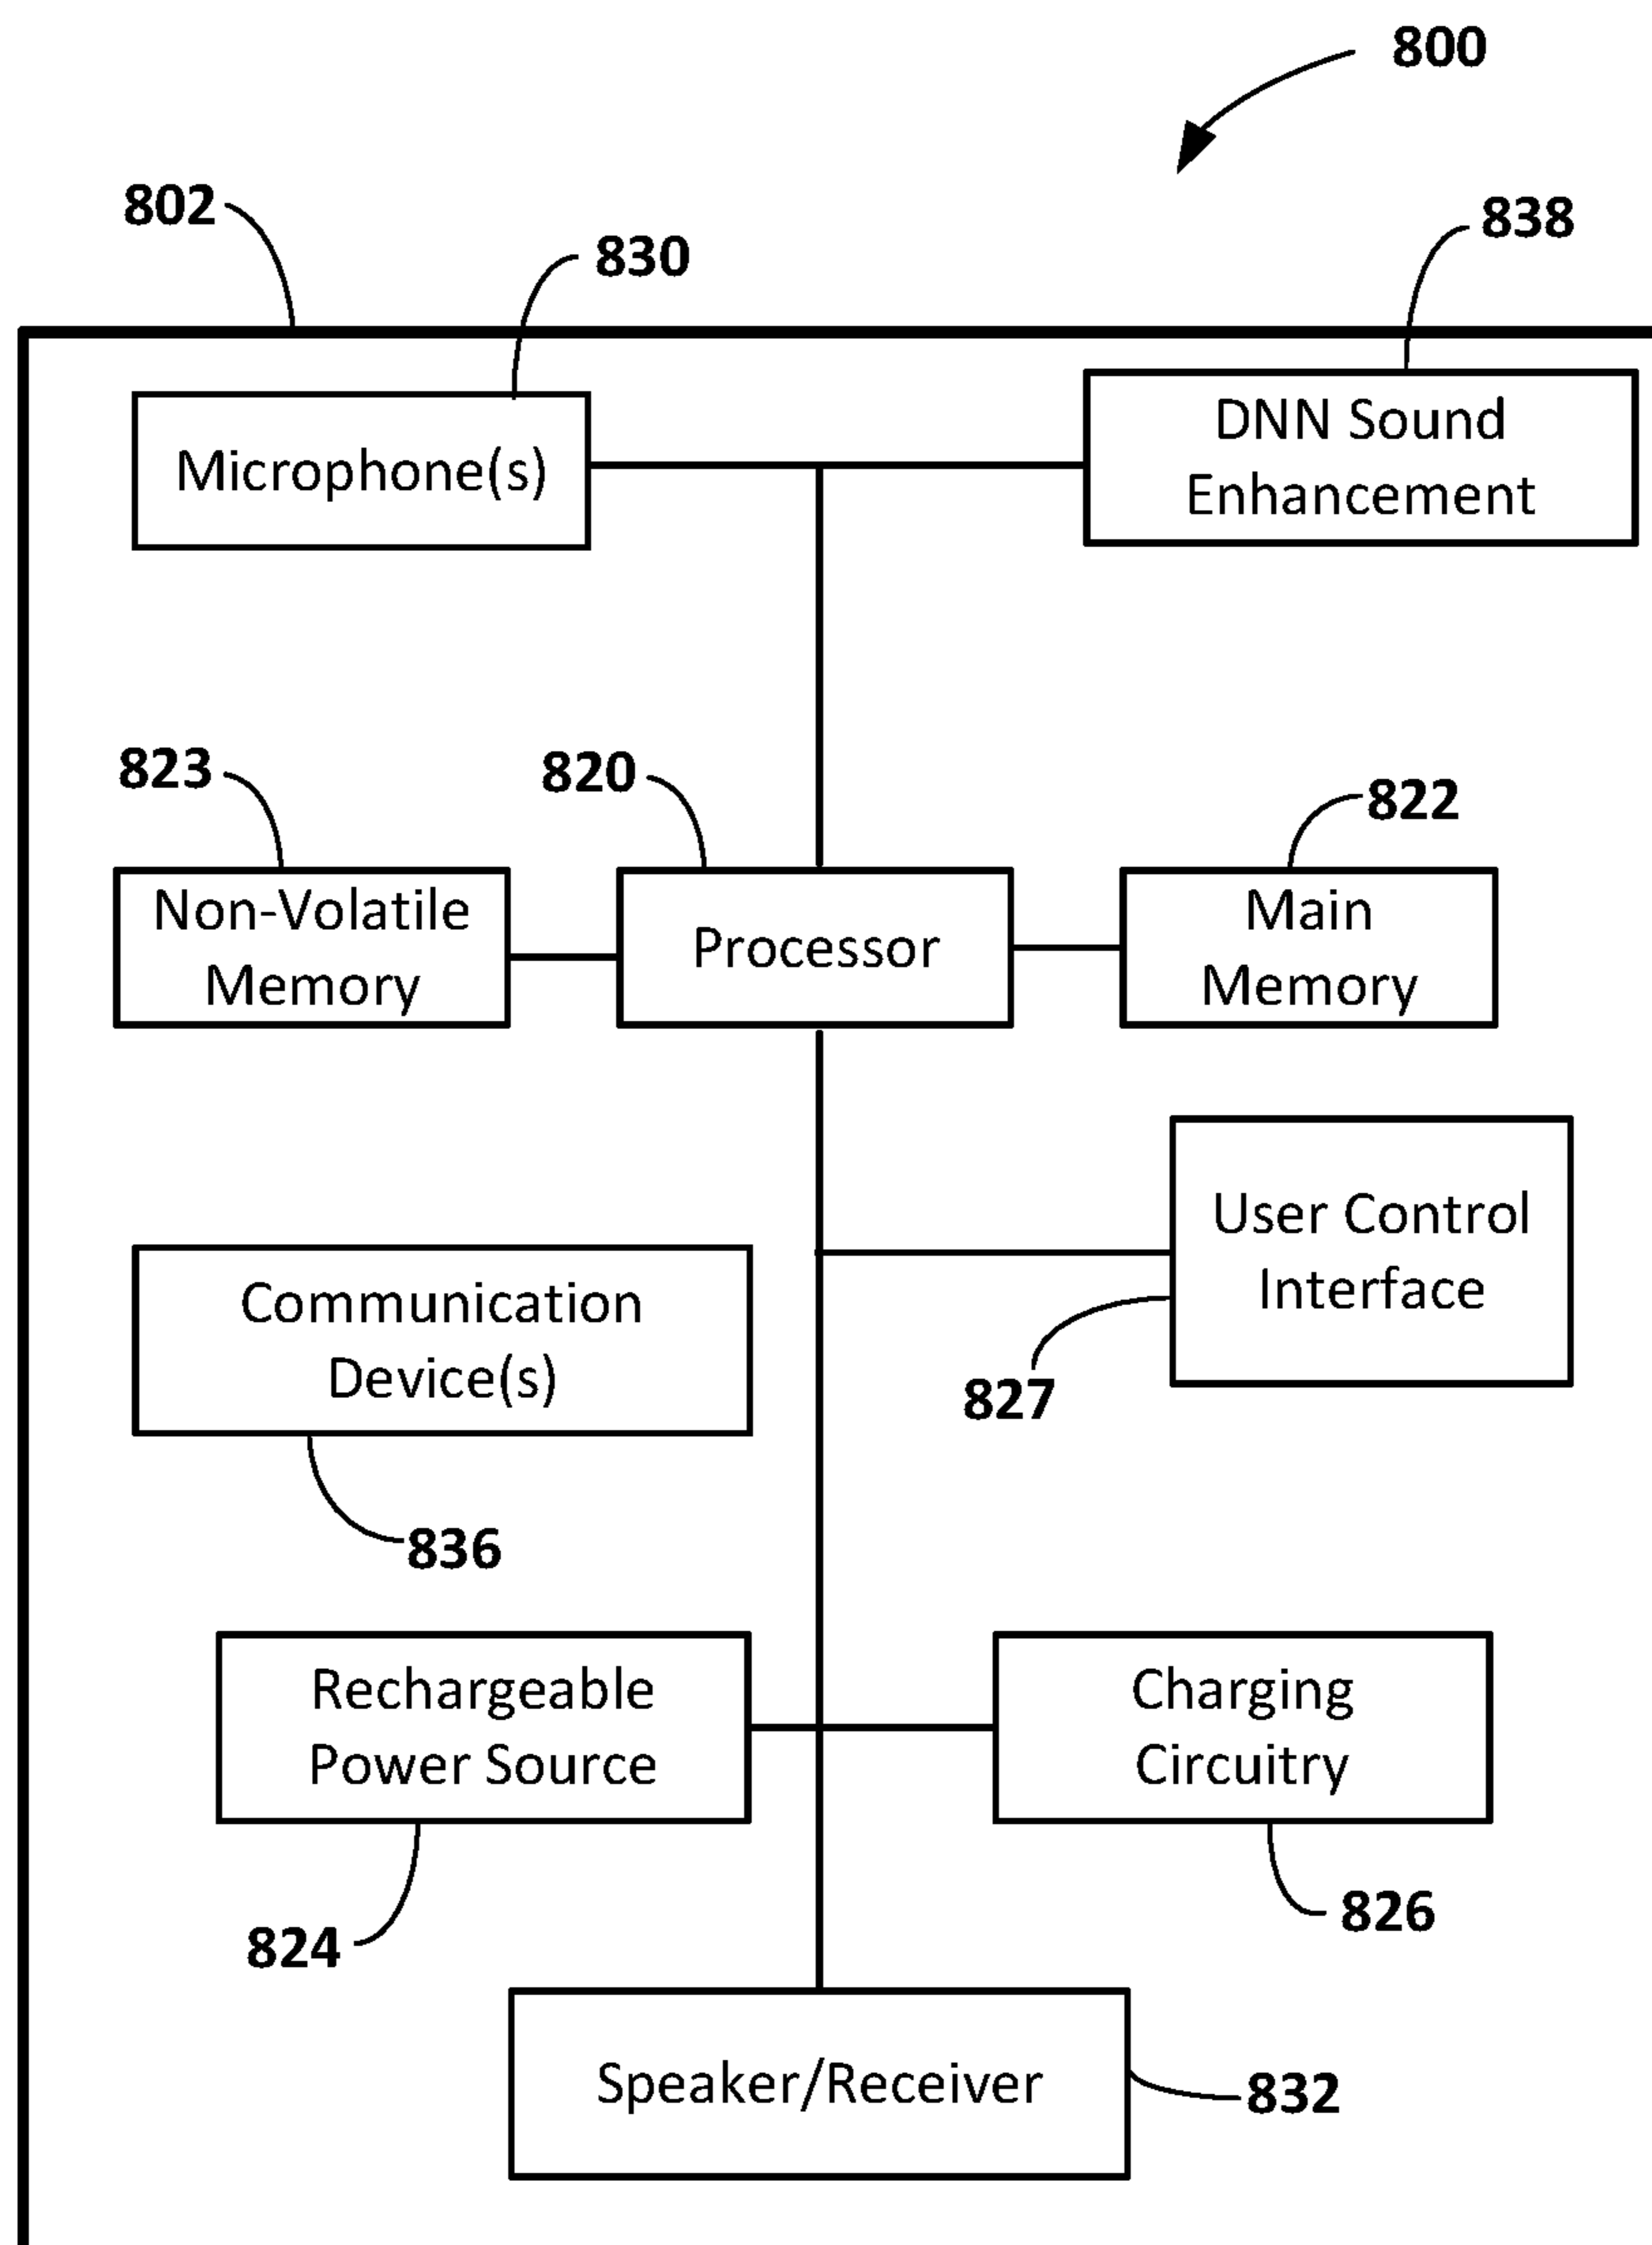 800
802
838
830
DNN Sound
Enhancement
Microphone(s)
823
820
822
Non-Volatile
Memory
Processor
Main
Memory
User Control
Interface
827
Communication
Device(s)
836
Rechargeable
Power Source
Charging
Circuitry
824
826
Speaker/Receiver
832